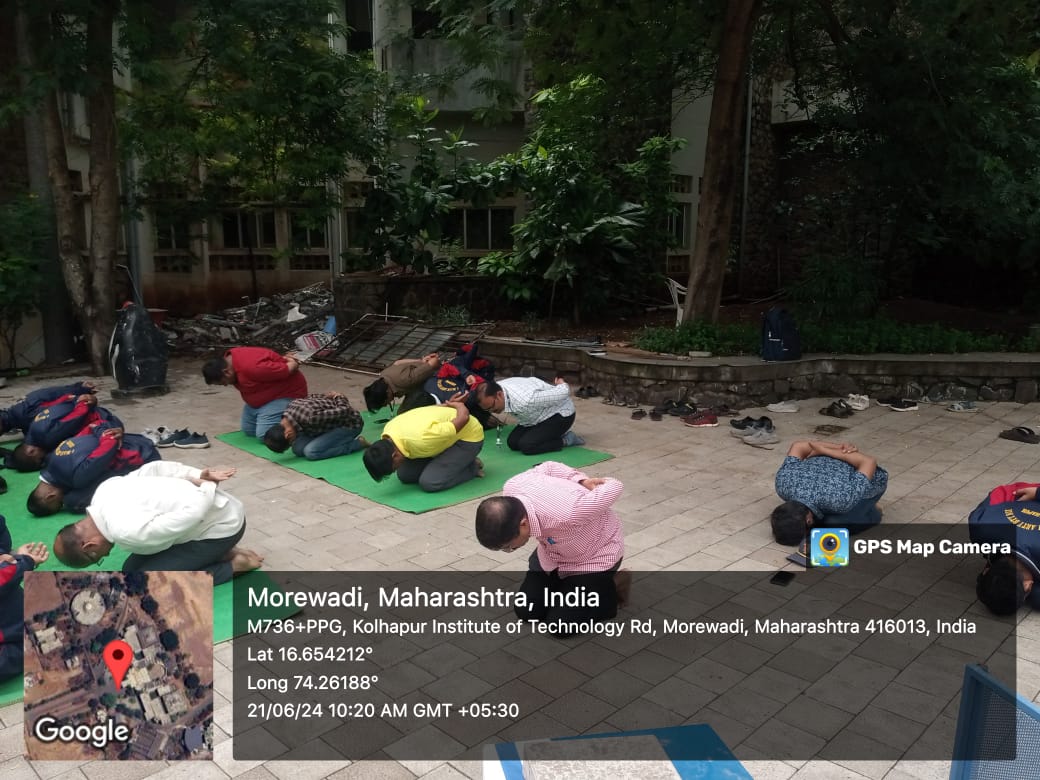 GPS Map Camera
Morewadi, Maharashtra, India
M736+PPG, Kolhapur Institute of Technology Rd, Morewadi, Maharashtra 416013, India
Lat 16.654212°
Long 74.26188°
21/06/24 10:20 AM GMT +05:30
Google